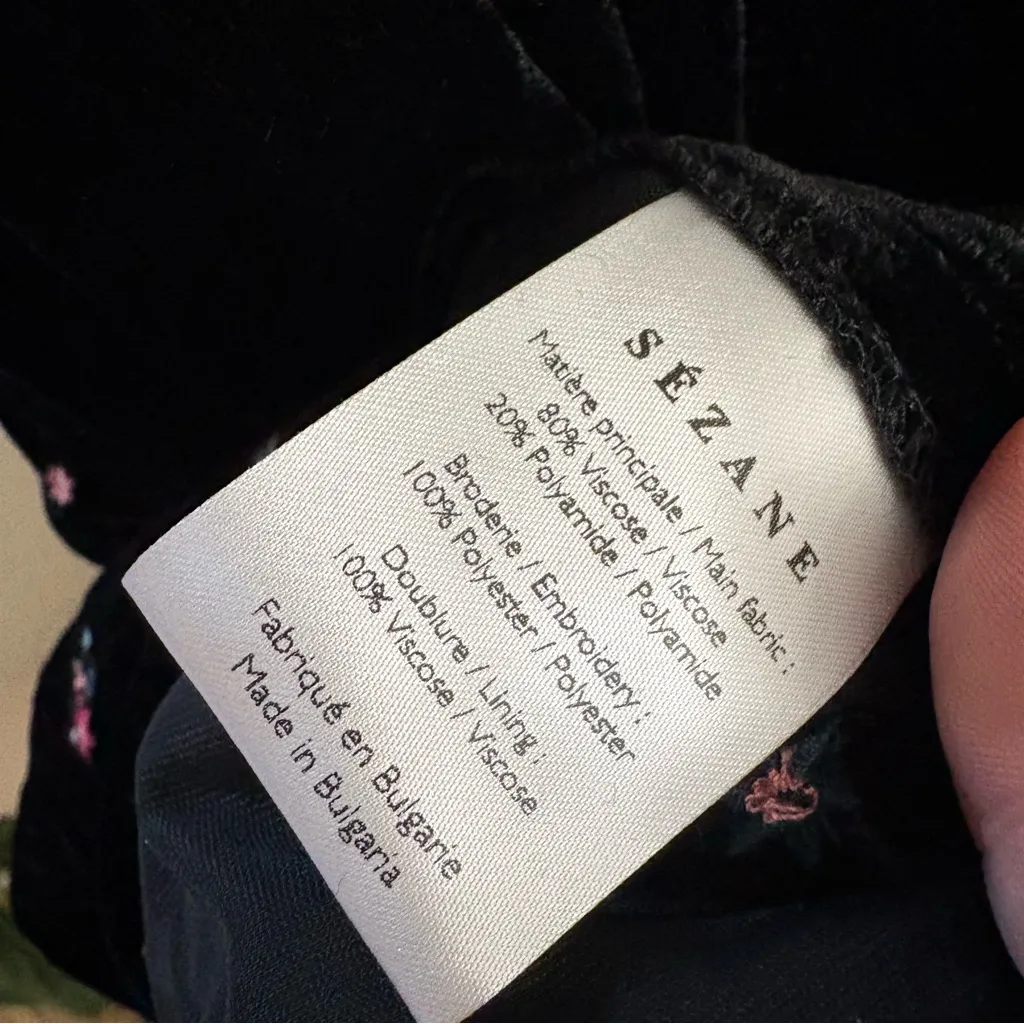 SÉZANE
Matière principale / Main fabric :
80% Viscose / Viscose
20% Polyamide / Polyamide
Broderie / Embroidery :
100% Polyester / Polyester
Doublure / Lining :
100% Viscose / Viscose
Fabriqué en Bulgarie
Made in Bulgaria